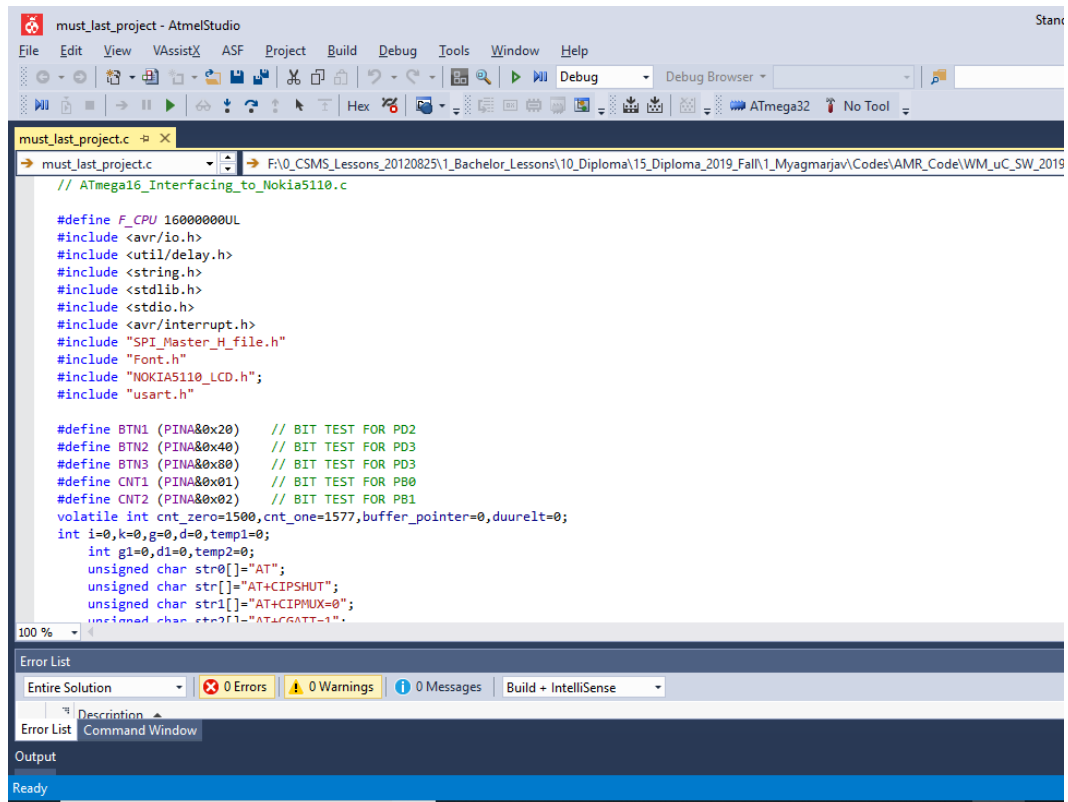 must_last_project - AtmelStudio
Stand
File Edit View VAssistX ASF Project Build Debug Tools Window Help
Debug Debug Browser
Hex ATmega32 No Tool
must_last_project.c
must_last_project.c F:\0_CSMS_Lessons_20120825\1_Bachelor_Lessons\10_Diploma\15_Diploma_2019_Fall\1_Myagmarjav\Codes\AMR_Code\WM_uC_SW_2019
// ATmega16_Interfacing_to_Nokia5110.c
#define F_CPU 16000000UL
#include <avr/io.h>
#include <util/delay.h>
#include <string.h>
#include <stdlib.h>
#include <stdio.h>
#include <avr/interrupt.h>
#include "SPI_Master_H_file.h"
#include "Font.h"
#include "NOKIA5110_LCD.h";
#include "usart.h"
#define BTN1 (PINA&0x20) // BIT TEST FOR PD2
#define BTN2 (PINA&0x40) // BIT TEST FOR PD3
#define BTN3 (PINA&0x80) // BIT TEST FOR PD3
#define CNT1 (PINA&0x01) // BIT TEST FOR PB0
#define CNT2 (PINA&0x02) // BIT TEST FOR PB1
volatile int cnt_zero=1500,cnt_one=1577,buffer_pointer=0,duurelt=0;
int i=0,k=0,g=0,d=0,temp1=0;
int g1=0,d1=0,temp2=0;
unsigned char str0[]="AT";
unsigned char str[]="AT+CIPSHUT";
unsigned char str1[]="AT+CIPMUX=0";
unsigned char str2[]="AT+CGATT=1";
100 %
Error List
Entire Solution 0 Errors 0 Warnings 0 Messages Build + IntelliSense
Description
Error List Command Window
Output
Ready